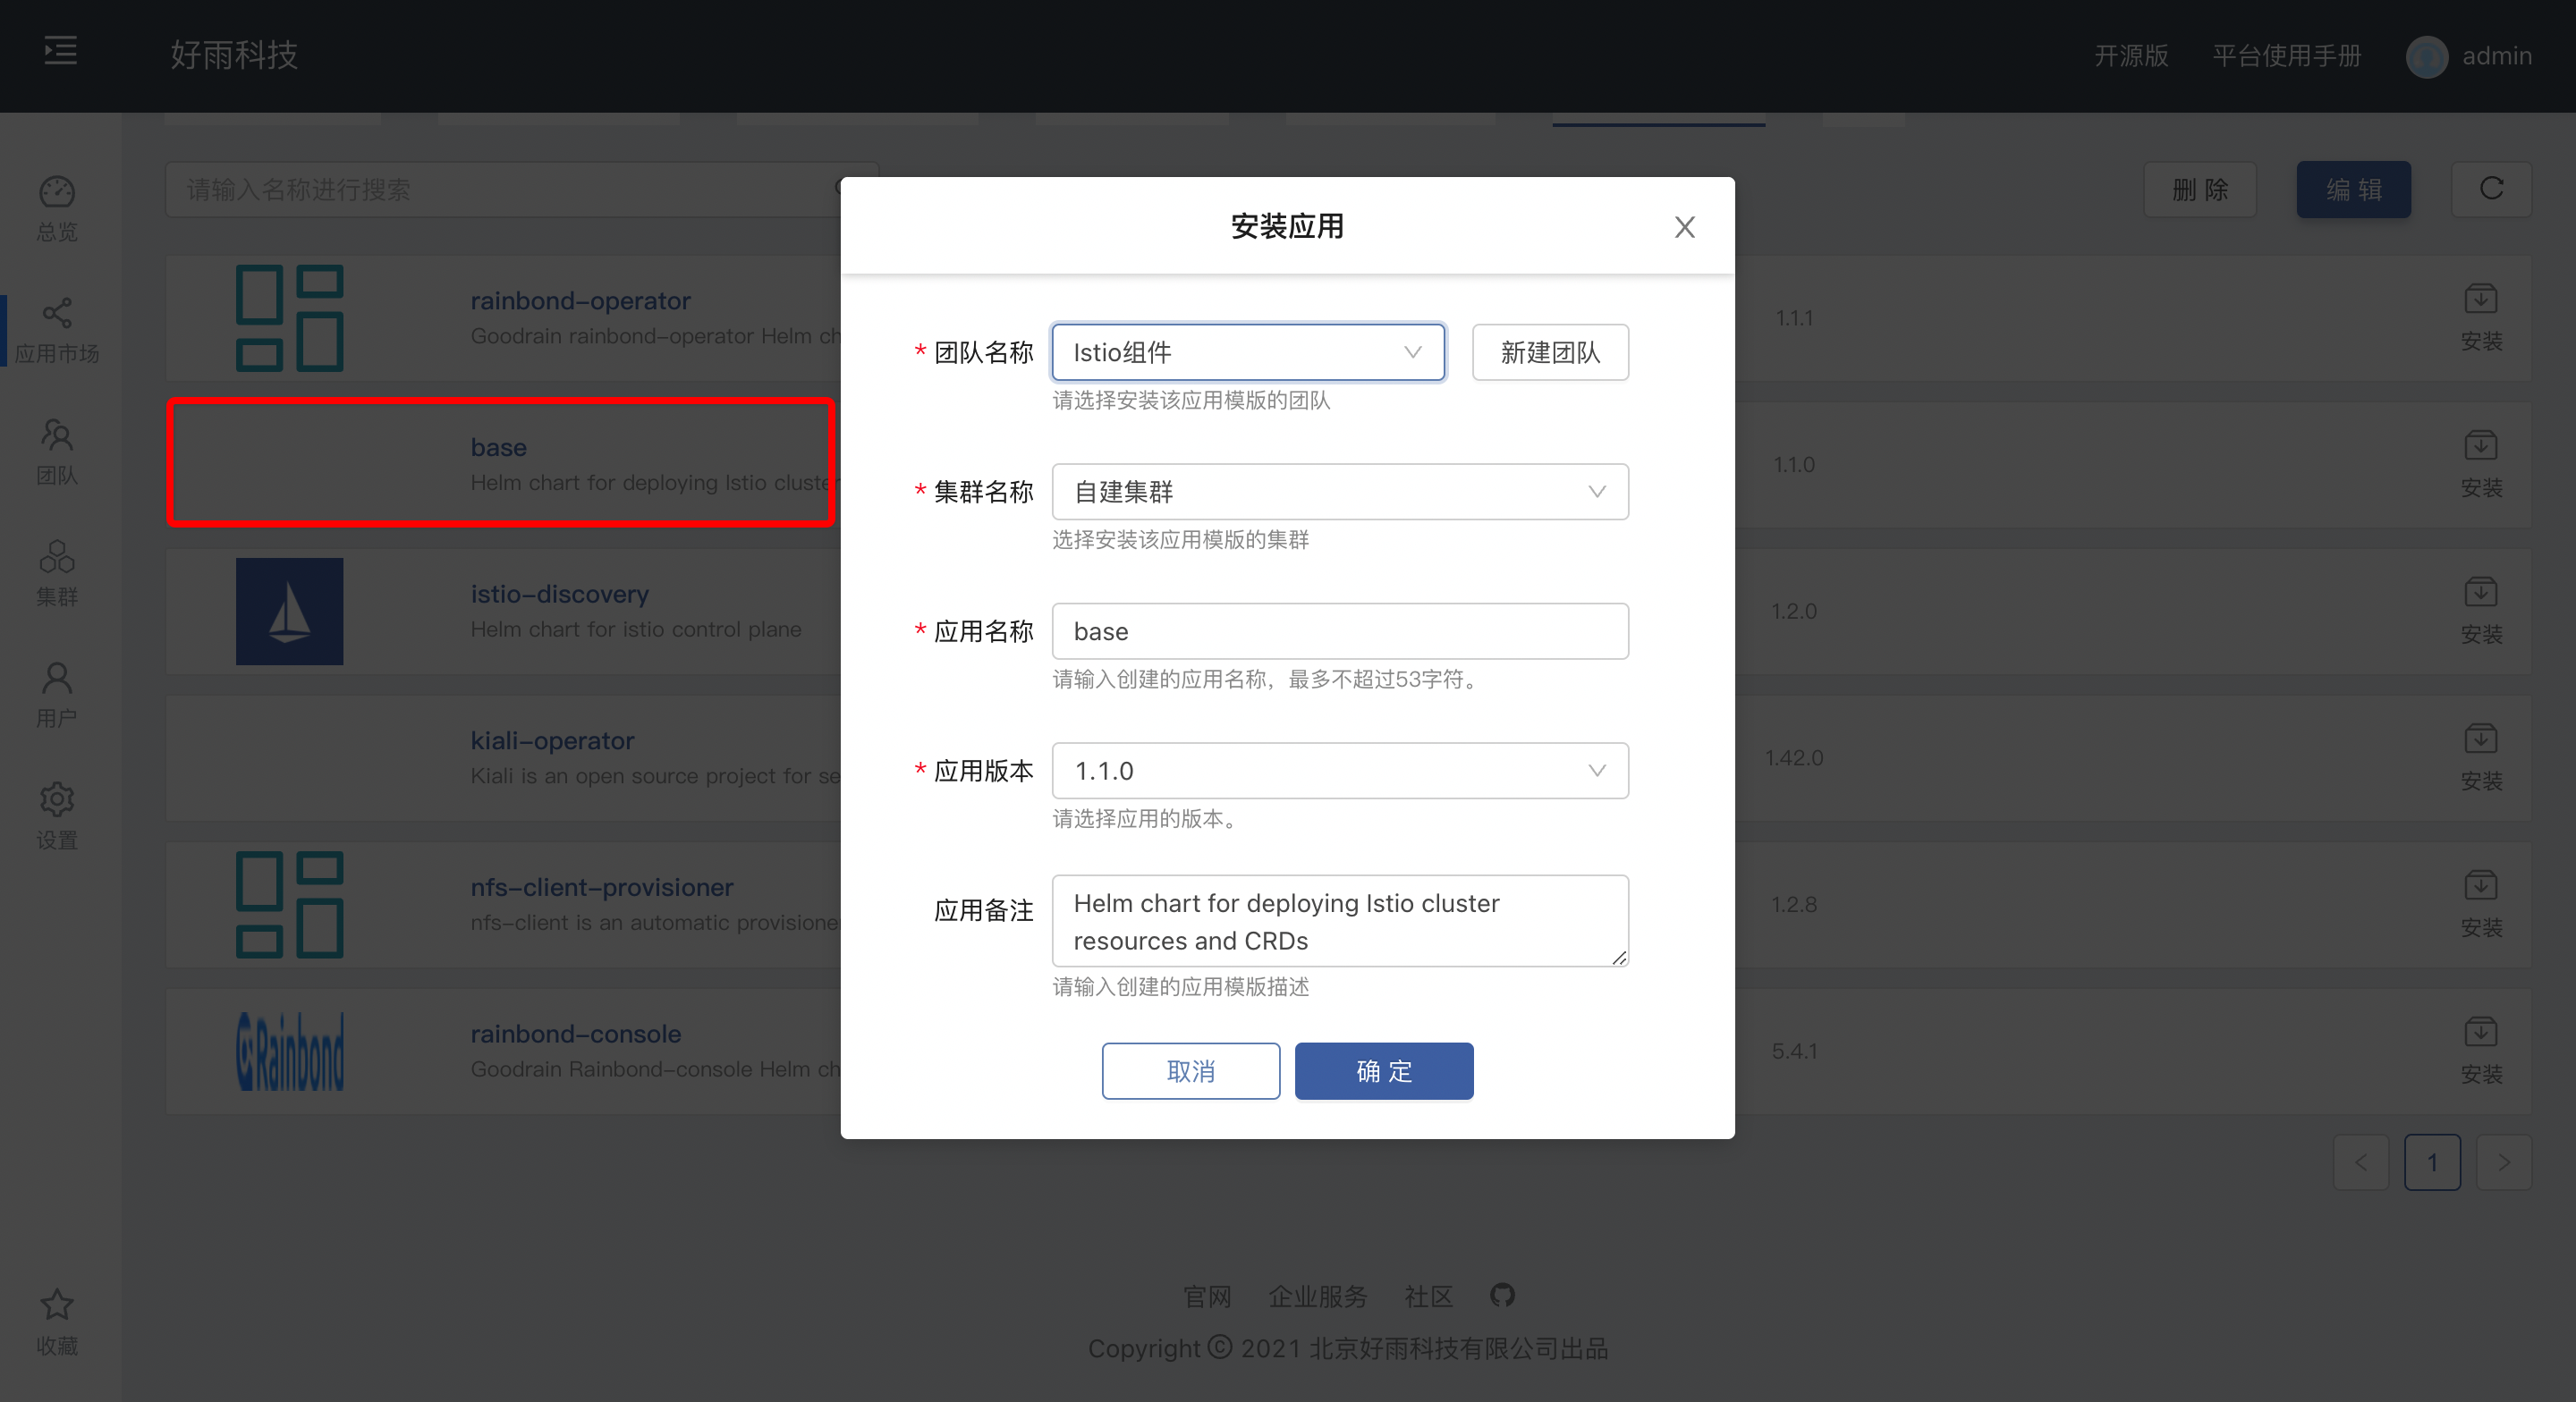 好雨科技
开源版
平台使用手册
admin
总览
应用市场
团队
集群
用户
设置
收藏
请输入名称进行搜索
删 除
编 辑
rainbond-operator
Goodrain rainbond-operator Helm ch
1.1.1
安装
base
Helm chart for deploying Istio cluster
1.1.0
安装
istio-discovery
Helm chart for istio control plane
1.2.0
安装
kiali-operator
Kiali is an open source project for se
1.42.0
安装
nfs-client-provisioner
nfs-client is an automatic provisione
1.2.8
安装
Rainbond
rainbond-console
Goodrain Rainbond-console Helm ch
5.4.1
安装
安装应用
* 团队名称
Istio组件
新建团队
请选择安装该应用模版的团队
* 集群名称
自建集群
选择安装该应用模版的集群
* 应用名称
base
请输入创建的应用名称，最多不超过53字符。
* 应用版本
1.1.0
请选择应用的版本。
应用备注
Helm chart for deploying Istio cluster
resources and CRDs
请输入创建的应用模版描述
取消
确 定
< 1 >
官网 企业服务 社区
Copyright © 2021 北京好雨科技有限公司出品